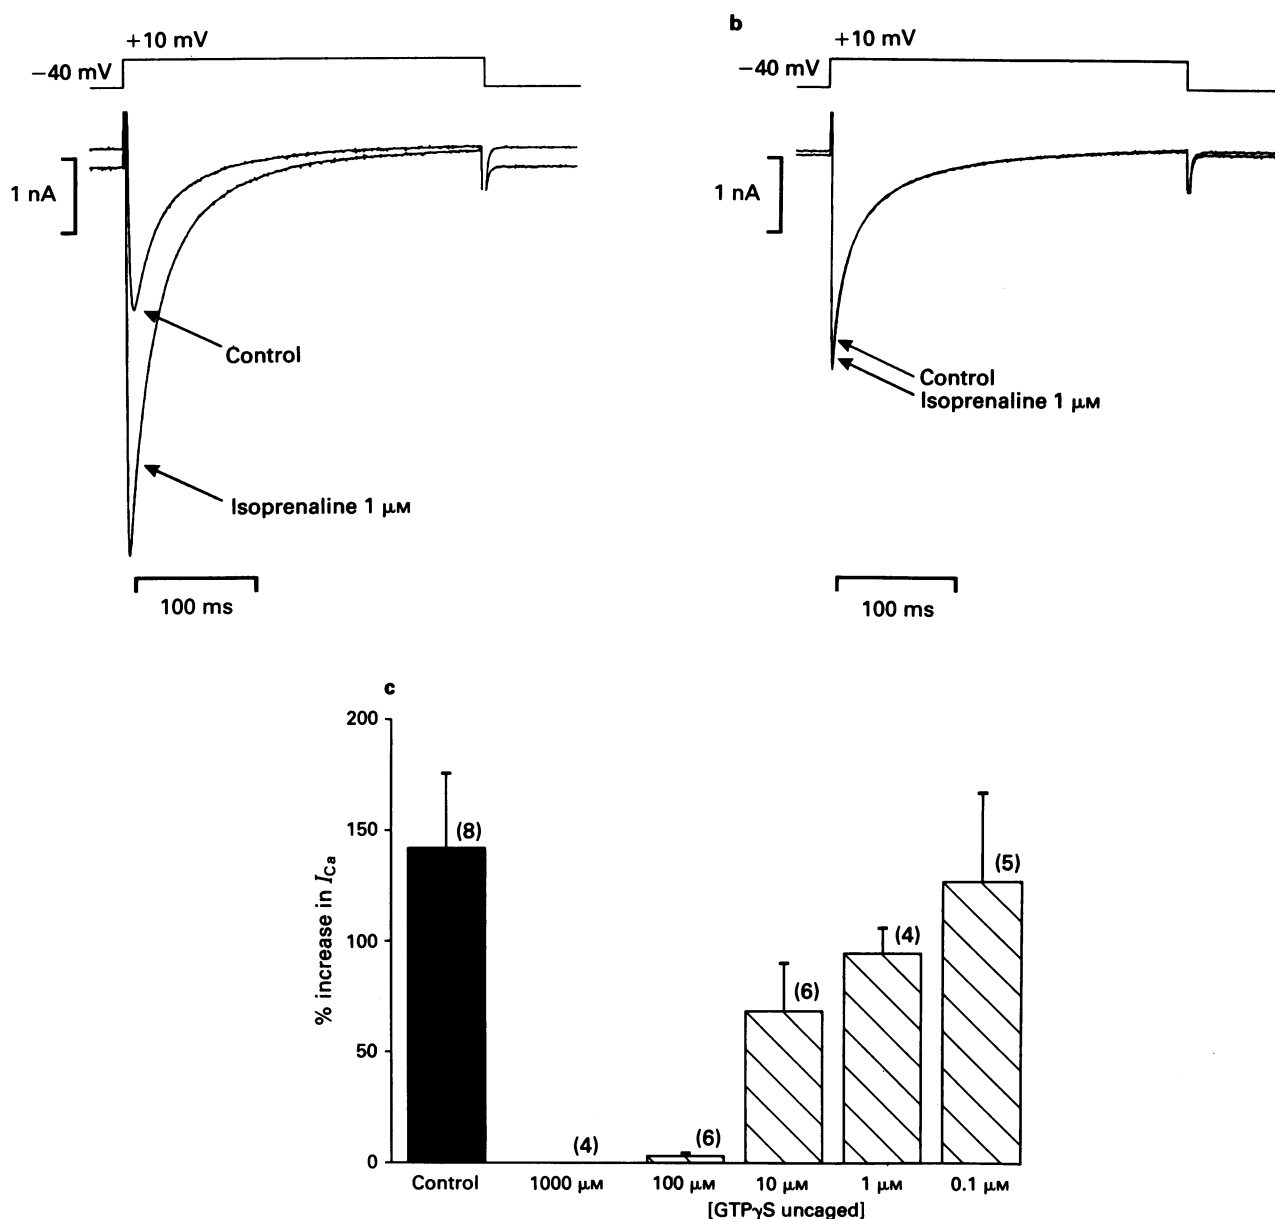 +10 mV
−40 mV
1 nA
Control
Isoprenaline 1 μM
100 ms
b
+10 mV
−40 mV
1 nA
Control
Isoprenaline 1 μM
100 ms
c
% increase in I_Ca
200
150
100
50
0
(8)
(4)
(6)
(6)
(4)
(5)
Control
1000 μM
100 μM
10 μM
1 μM
0.1 μM
[GTPγS uncaged]